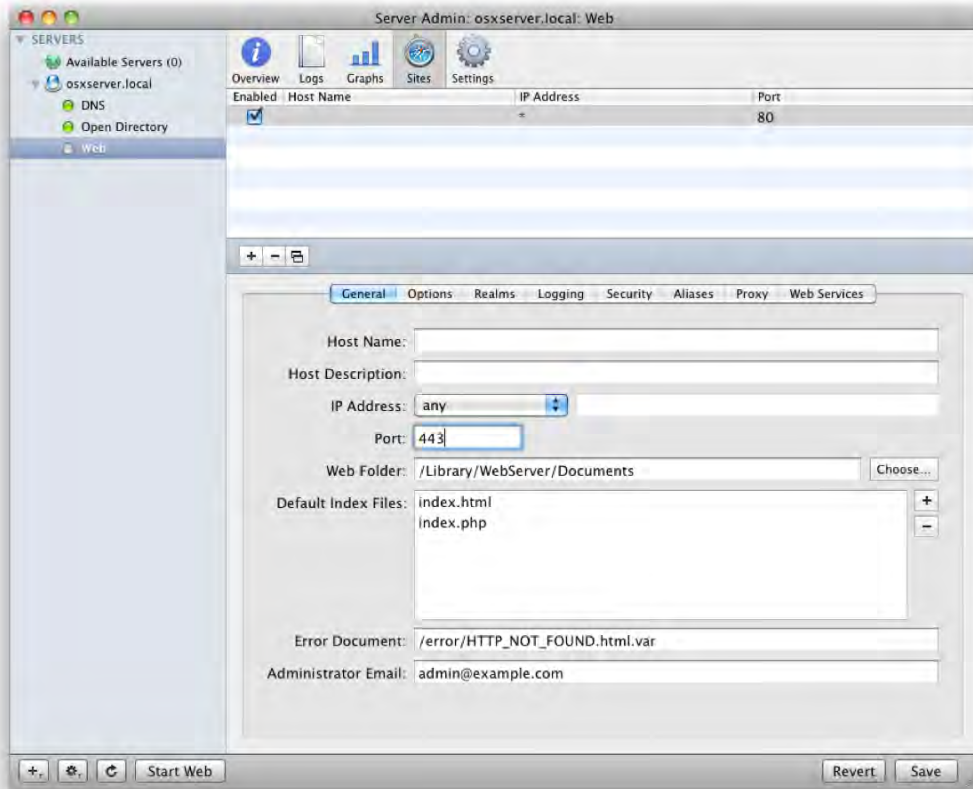 Server Admin: osxserver.local: Web
SERVERS
Available Servers (0)
osxserver.local
DNS
Open Directory
Web
Overview Logs Graphs Sites Settings
Enabled Host Name IP Address Port
* 80
General Options Realms Logging Security Aliases Proxy Web Services
Host Name:
Host Description:
IP Address: any
Port: 443
Web Folder: /Library/WebServer/Documents Choose...
Default Index Files: index.html
index.php
Error Document: /error/HTTP_NOT_FOUND.html.var
Administrator Email: admin@example.com
Start Web Revert Save